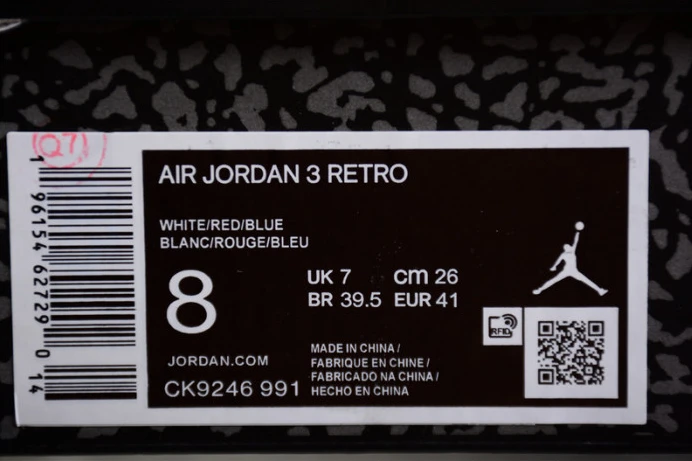 Q7
1 96154 62729 0 14
AIR JORDAN 3 RETRO
WHITE/RED/BLUE
BLANC/ROUGE/BLEU
8
UK 7 cm 26
BR 39.5 EUR 41
RFID
JORDAN.COM
CK9246 991
MADE IN CHINA /
FABRIQUE EN CHINE /
FABRICADO NA CHINA /
HECHO EN CHINA